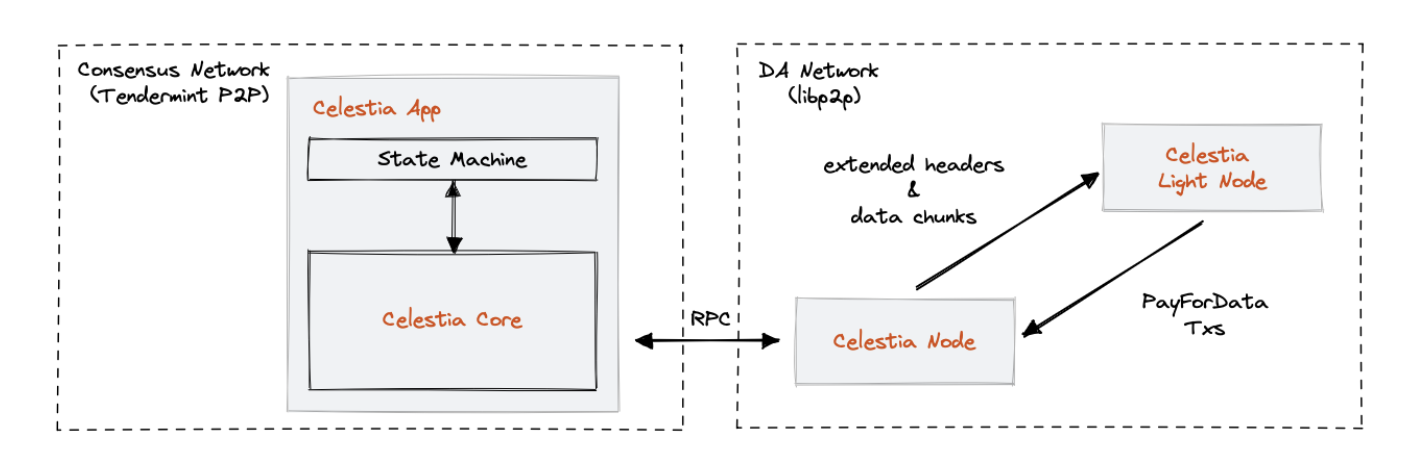 Consensus Network
(Tendermint P2P)
Celestia App
State Machine
Celestia Core
RPC
DA Network
(libp2p)
extended headers
&
data chunks
Celestia
Light Node
PayForData
Txs
Celestia Node